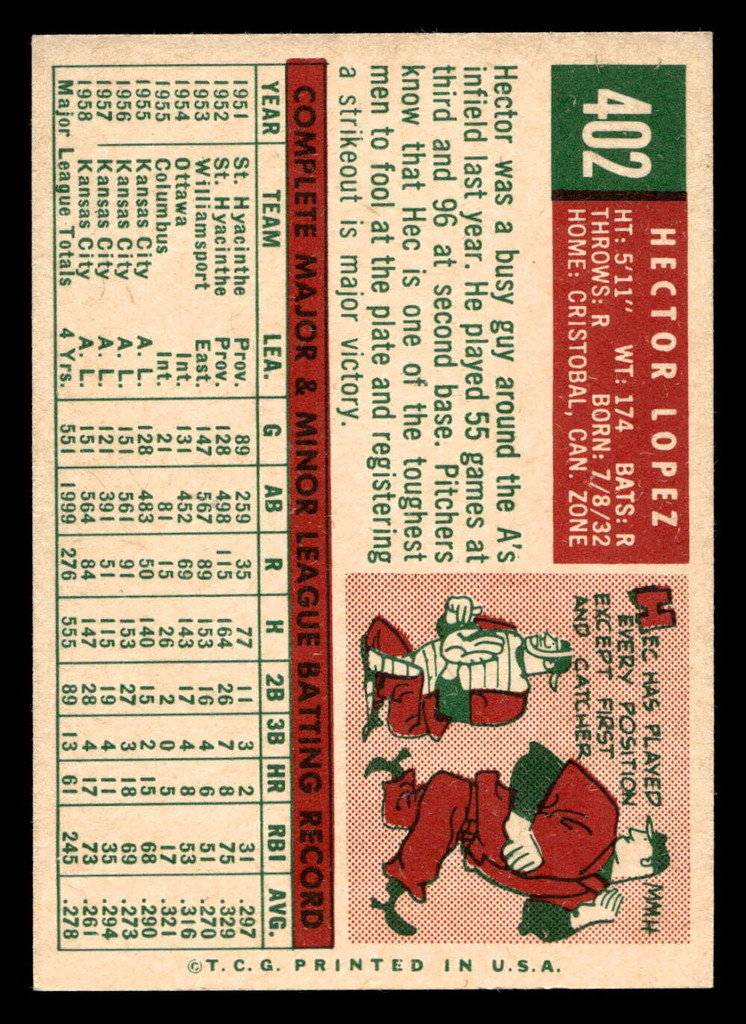 402
HECTOR LOPEZ
HT: 5'11" WT: 174 BATS: R
THROWS: R BORN: 7/8/32
HOME: CRISTOBAL, CAN. ZONE
Hector was a busy guy around the A's
infield last year. He played 55 games at
third and 96 at second base. Pitchers
know that Hec is one of the toughest
men to fool at the plate and registering
a strikeout is major victory.
HEC HAS PLAYED
EVERY POSITION
EXCEPT FIRST
AND CATCHER
MMH
COMPLETE MAJOR & MINOR LEAGUE BATTING RECORD
YEAR TEAM LEA. G AB R H 2B 3B HR RBI AVG.
1951 St. Hyacinthe Prov. 89 259 35 77 11 3 2 31 .297
1952 St. Hyacinthe Prov. 128 498 115 164 26 7 8 75 .329
1953 Williamsport East. 147 567 89 153 16 4 6 51 .270
1954 Ottawa Int. 131 452 69 143 17 4 8 53 .316
1955 Columbus Int. 21 81 26 2 0 5 17 .321
1955 Kansas City A. L. 128 483 50 140 15 2 15 68 .290
1956 Kansas City A. L. 151 561 91 153 27 3 18 69 .273
1957 Kansas City A. L. 121 391 51 115 19 4 11 35 .294
1958 Kansas City A. L. 151 564 84 147 28 4 17 73 .261
Major League Totals 4 Yrs. 551 1999 276 555 89 13 61 245 .278
©T.C.G. PRINTED IN U.S.A.